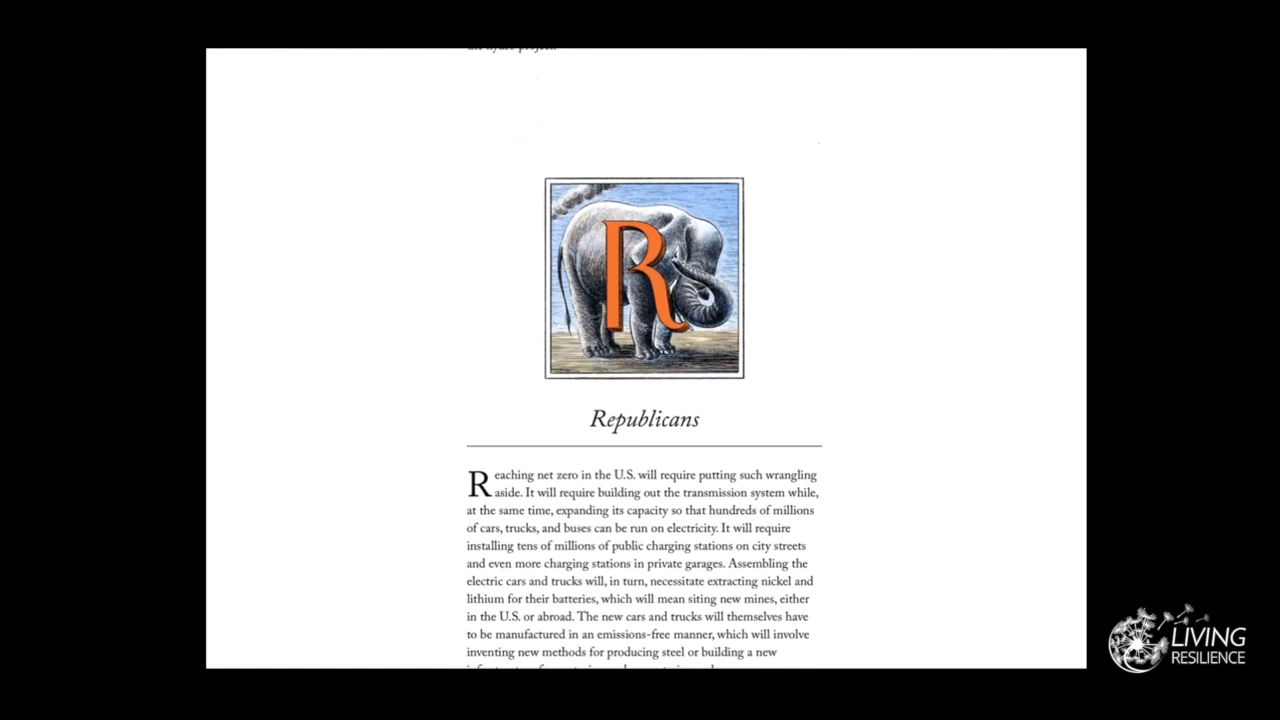 the hydro project.
R
Republicans
Reaching net zero in the U.S. will require putting such wrangling
aside. It will require building out the transmission system while,
at the same time, expanding its capacity so that hundreds of millions
of cars, trucks, and buses can be run on electricity. It will require
installing tens of millions of public charging stations on city streets
and even more charging stations in private garages. Assembling the
electric cars and trucks will, in turn, necessitate extracting nickel and
lithium for their batteries, which will mean siting new mines, either
in the U.S. or abroad. The new cars and trucks will themselves have
to be manufactured in an emissions-free manner, which will involve
inventing new methods for producing steel or building a new
LIVING
RESILIENCE